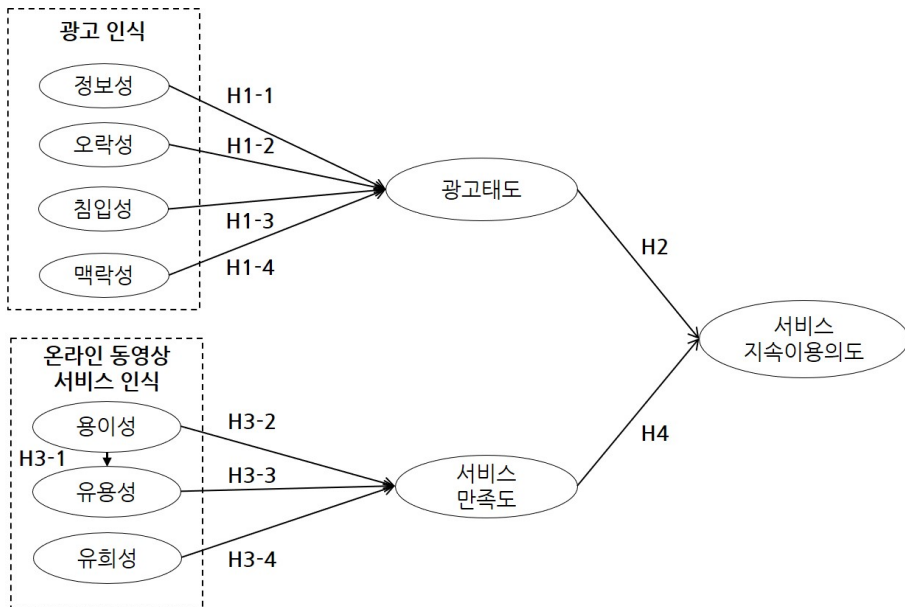 광고 인식
정보성
오락성
침입성
맥락성
H1-1
H1-2
H1-3
H1-4
광고태도
H2
서비스
지속이용의도
온라인 동영상
서비스 인식
용이성
H3-1
유용성
유희성
H3-2
H3-3
H3-4
서비스
만족도
H4